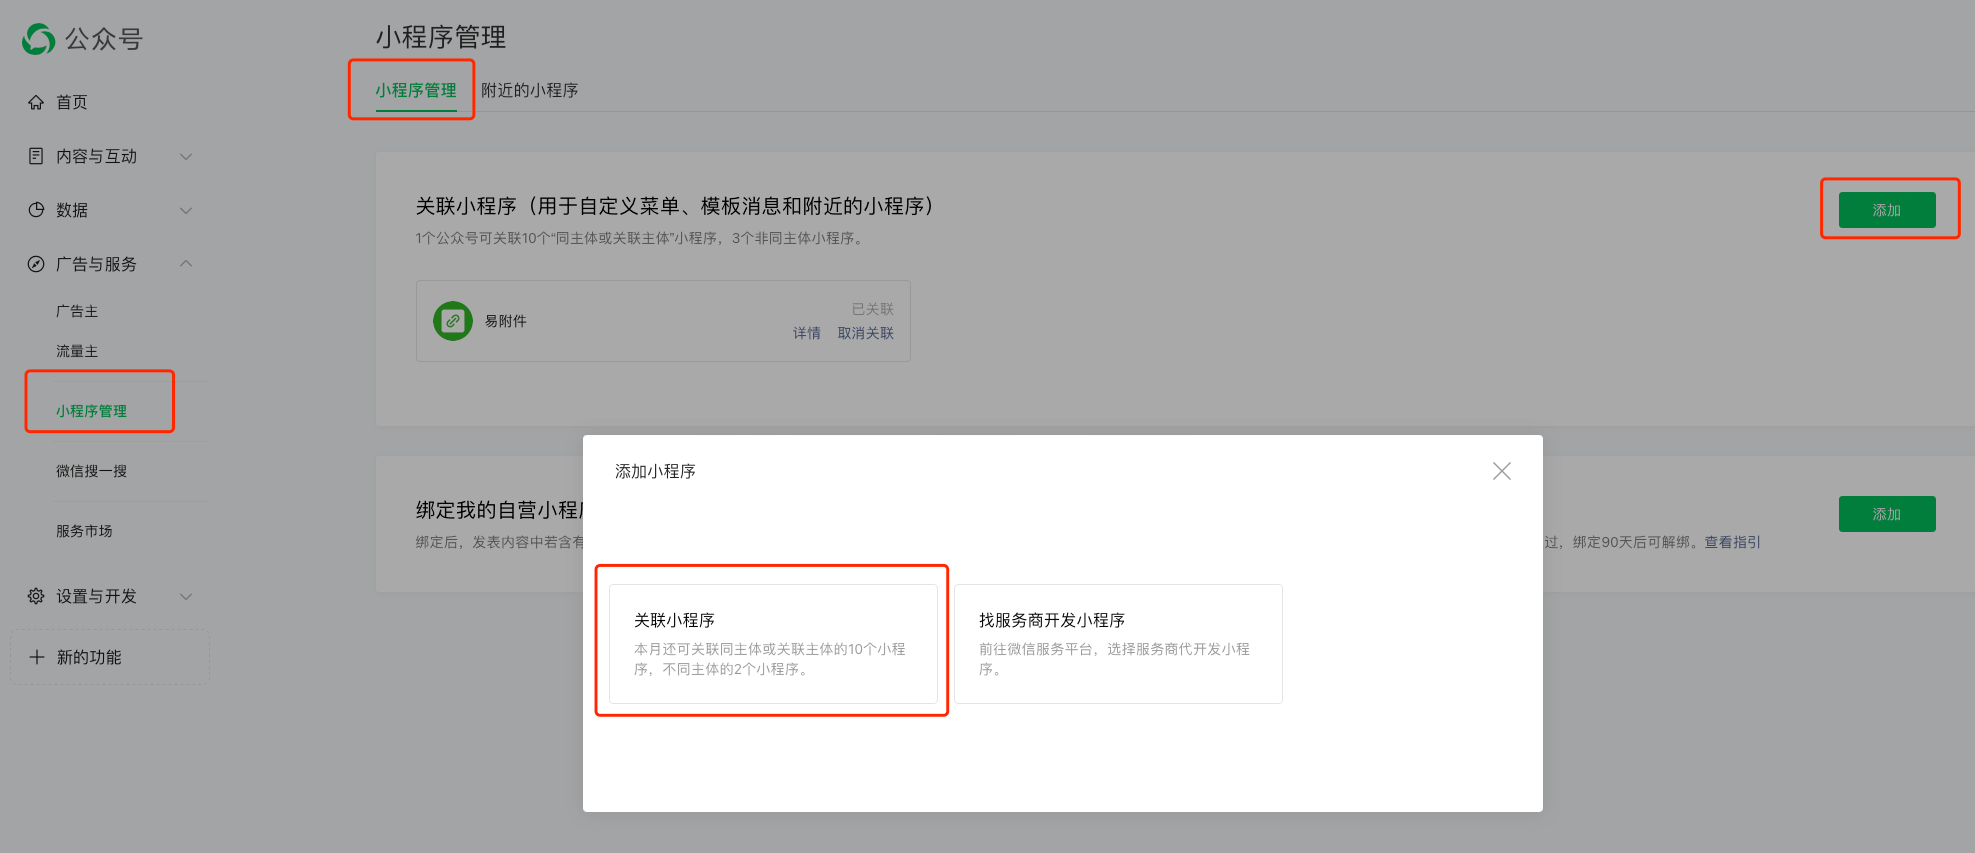 公众号
首页
内容与互动
数据
广告与服务
广告主
流量主
小程序管理
微信搜一搜
服务市场
设置与开发
新的功能
小程序管理
小程序管理 附近的小程序
关联小程序（用于自定义菜单、模板消息和附近的小程序）
添加
1个公众号可关联10个“同主体或关联主体”小程序，3个非同主体小程序。
易附件
已关联
详情 取消关联
绑定我的自营小程
添加
绑定后，发表内容中若含有
过，绑定90天后可解绑。查看指引
添加小程序
关联小程序
本月还可关联同主体或关联主体的10个小程
序，不同主体的2个小程序。
找服务商开发小程序
前往微信服务平台，选择服务商代开发小程
序。